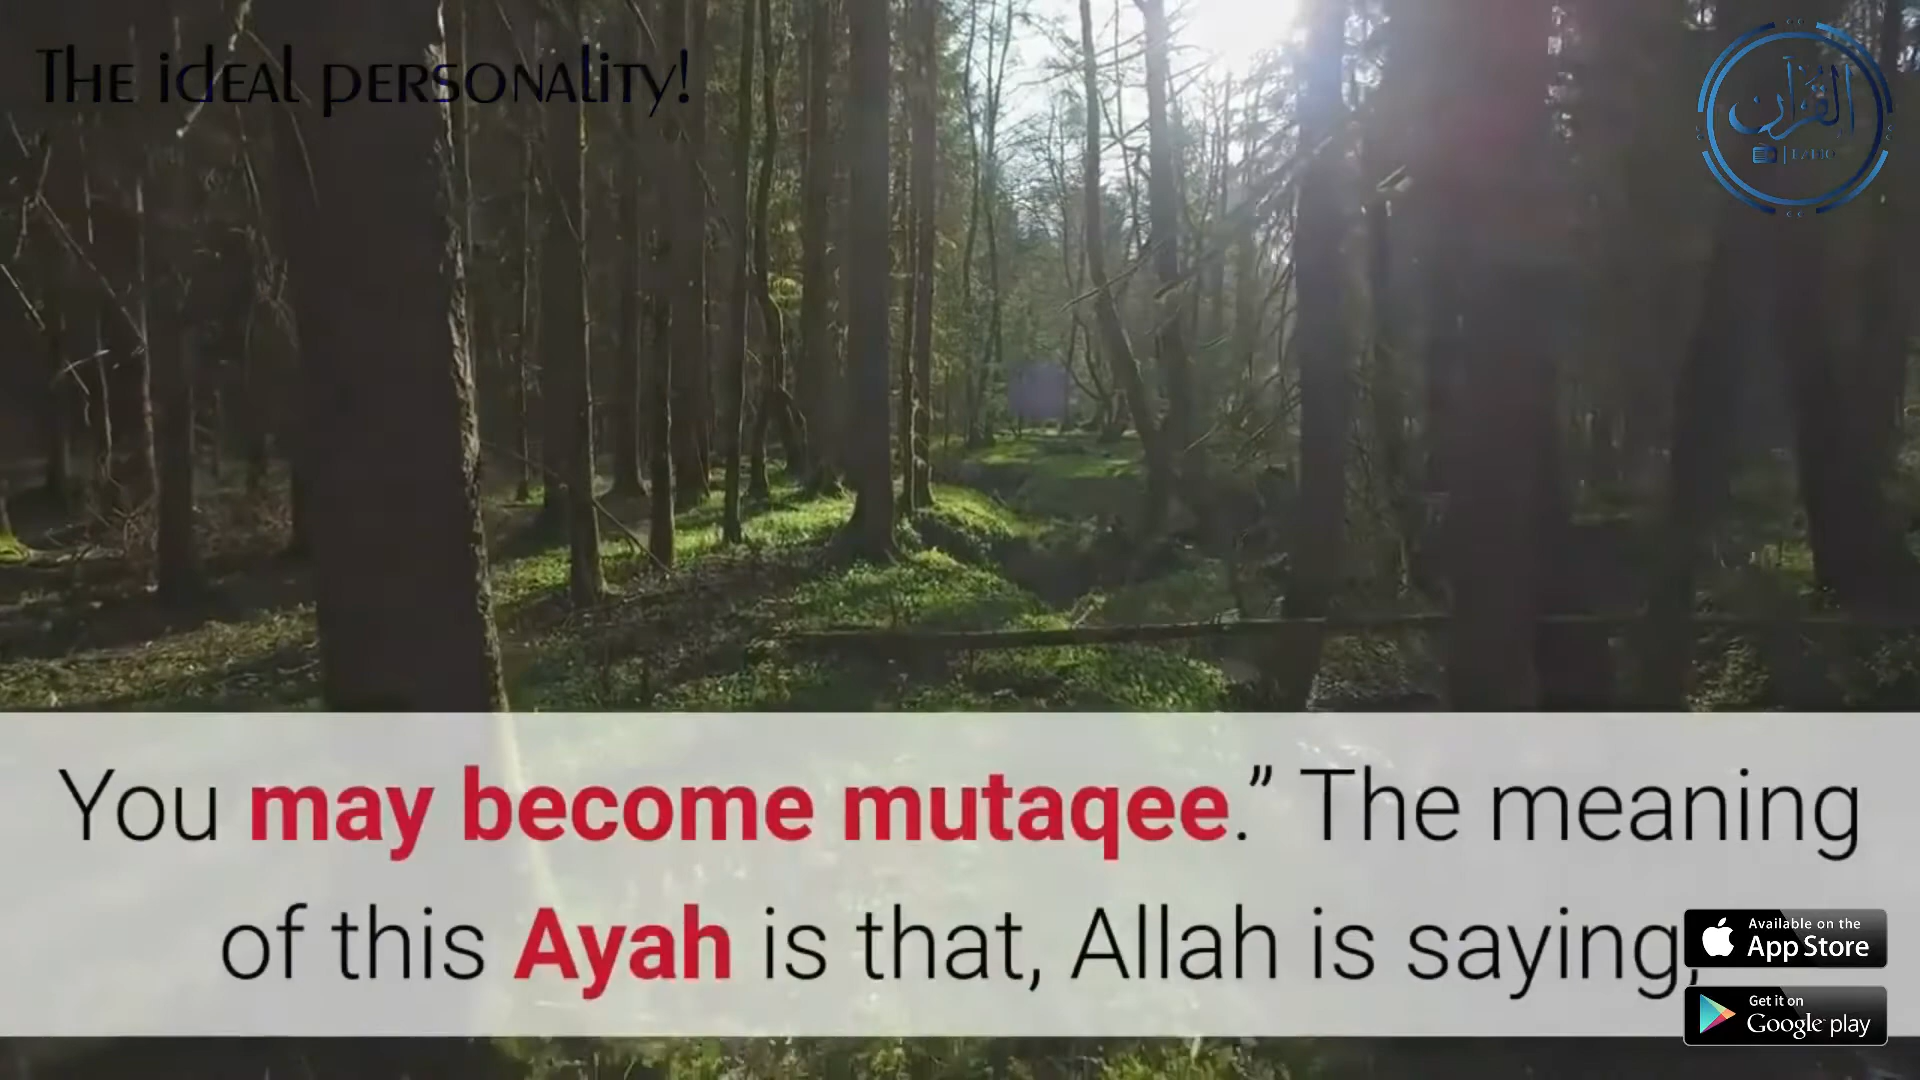 The ideal personality!
القرآن
You may become mutaqee.” The meaning
of this Ayah is that, Allah is saying,
Available on the
App Store
Get it on
Google play